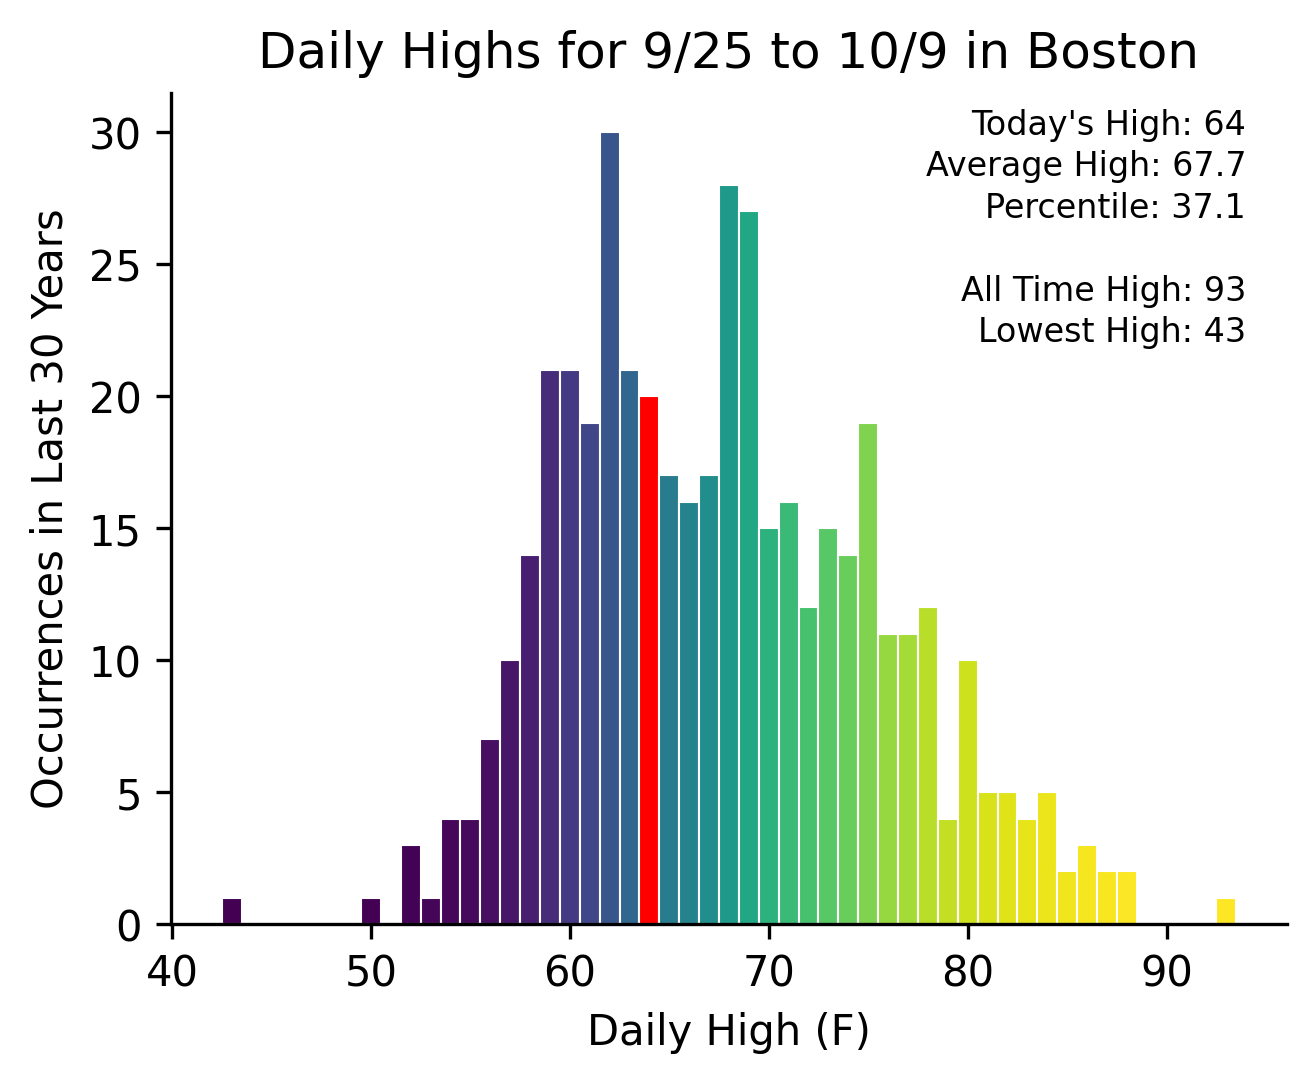 Daily Highs for 9/25 to 10/9 in Boston
Today's High: 64
Average High: 67.7
Percentile: 37.1
All Time High: 93
Lowest High: 43
Occurrences in Last 30 Years
30
25
20
15
10
5
0
40 50 60 70 80 90
Daily High (F)